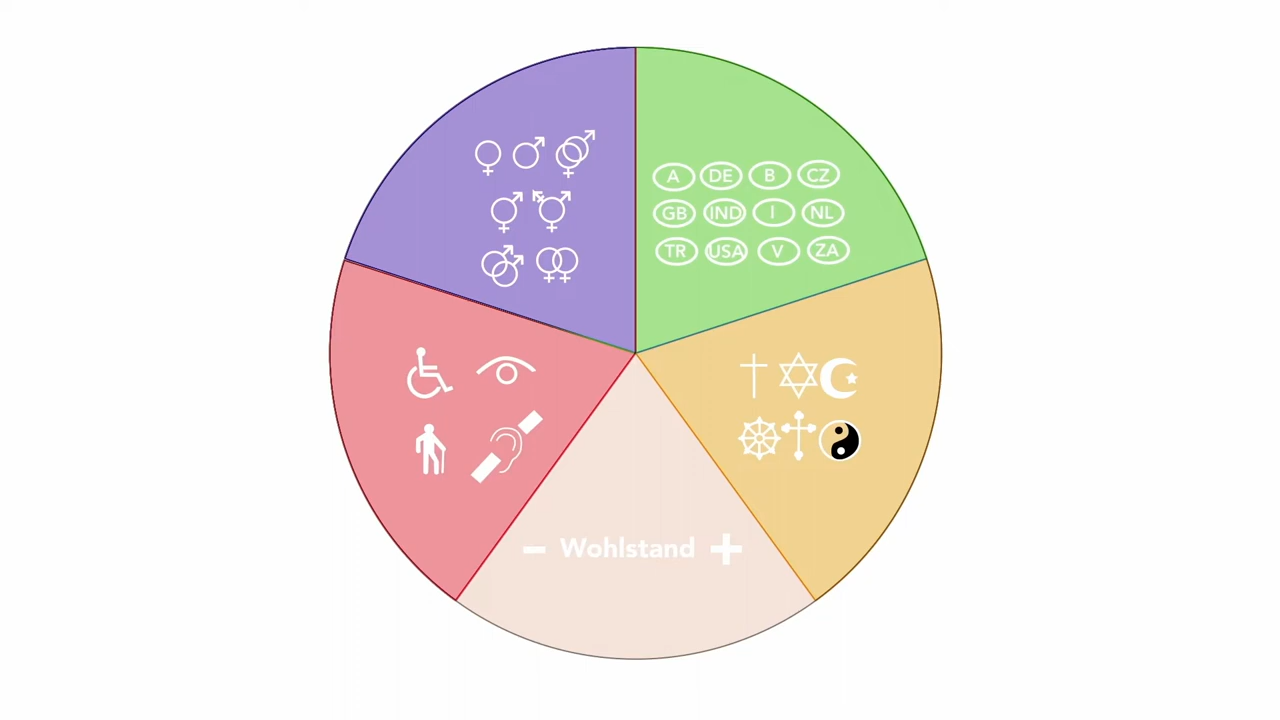 A DE B CZ
GB IND I NL
TR USA V ZA
- Wohlstand +